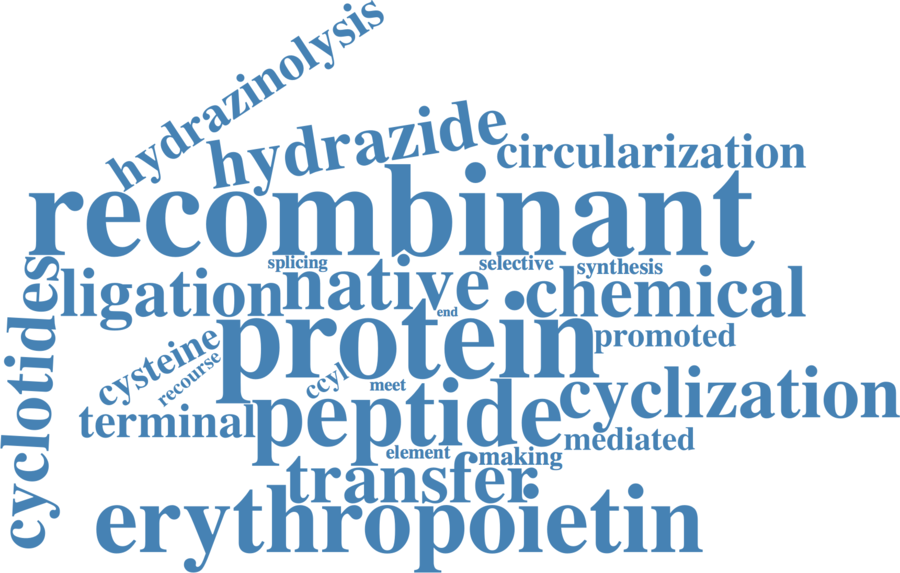 hydrazinolysis
hydrazide
circularization
recombinant
splicing
selective
synthesis
cyclotides
ligation
native
chemical
end
protein
promoted
cysteine
recourse
ccyl
meet
cyclization
terminal
peptide
mediated
element
making
transfer
erythropoietin